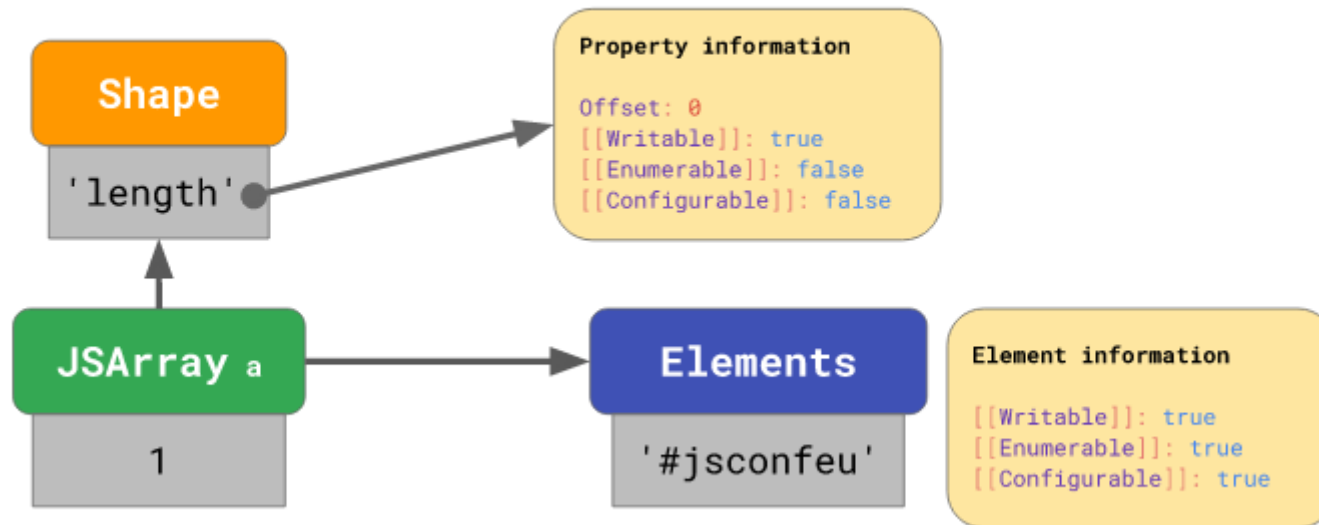 Shape
'length'
Property information
Offset: 0
[[Writable]]: true
[[Enumerable]]: false
[[Configurable]]: false
JSArray a
1
Elements
'#jsconfeu'
Element information
[[Writable]]: true
[[Enumerable]]: true
[[Configurable]]: true